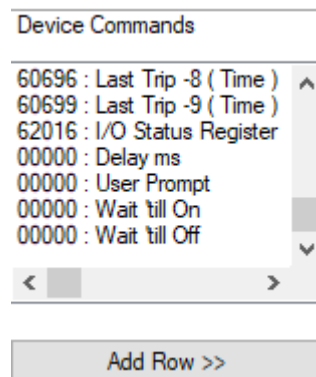 Device Commands
60696 : Last Trip -8 ( Time )
60699 : Last Trip -9 ( Time )
62016 : I/O Status Register
00000 : Delay ms
00000 : User Prompt
00000 : Wait 'till On
00000 : Wait 'till Off
Add Row >>